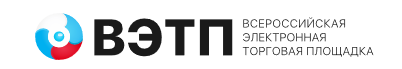 ВЭТП
ВСЕРОССИЙСКАЯ
ЭЛЕКТРОННАЯ
ТОРГОВАЯ ПЛОЩАДКА